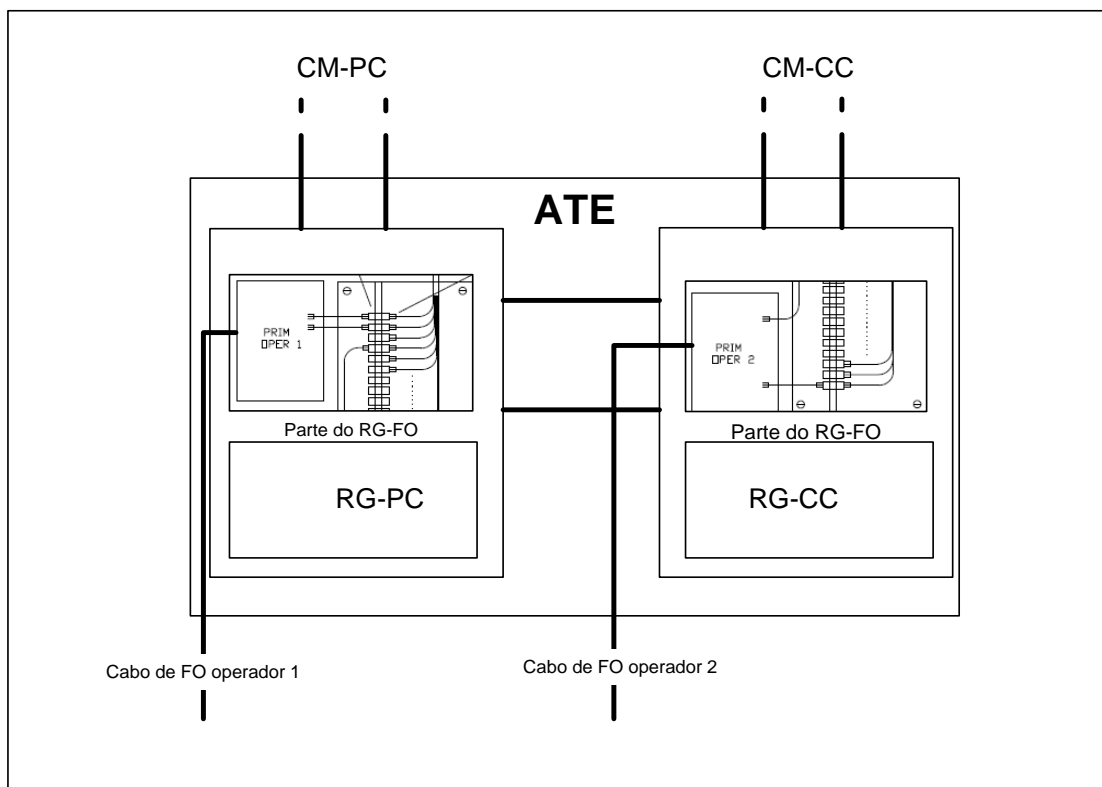 CM-PC
CM-CC
ATE
PRIM
OPER 1
PRIM
OPER 2
Parte do RG-FO
Parte do RG-FO
RG-PC
RG-CC
Cabo de FO operador 1
Cabo de FO operador 2